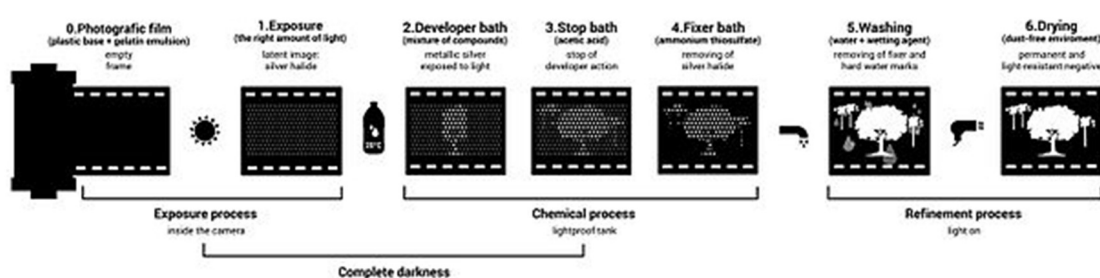 0.Photografic film
(plastic base + gelatin emulsion)
empty
frame
1.Exposure
(the right amount of light)
latent image:
silver halide
2.Developer bath
(mixture of compounds)
metallic silver
exposed to light
3.Stop bath
(acetic acid)
stop of
developer action
4.Fixer bath
(ammonium thiosulfate)
removing of
silver halide
5.Washing
(water + wetting agent)
removing of fixer and
hard water marks
6.Drying
(dust-free enviroment)
permanent and
light-resistant negative
20°C
Exposure process
inside the camera
Chemical process
lightproof tank
Refinement process
light on
Complete darkness